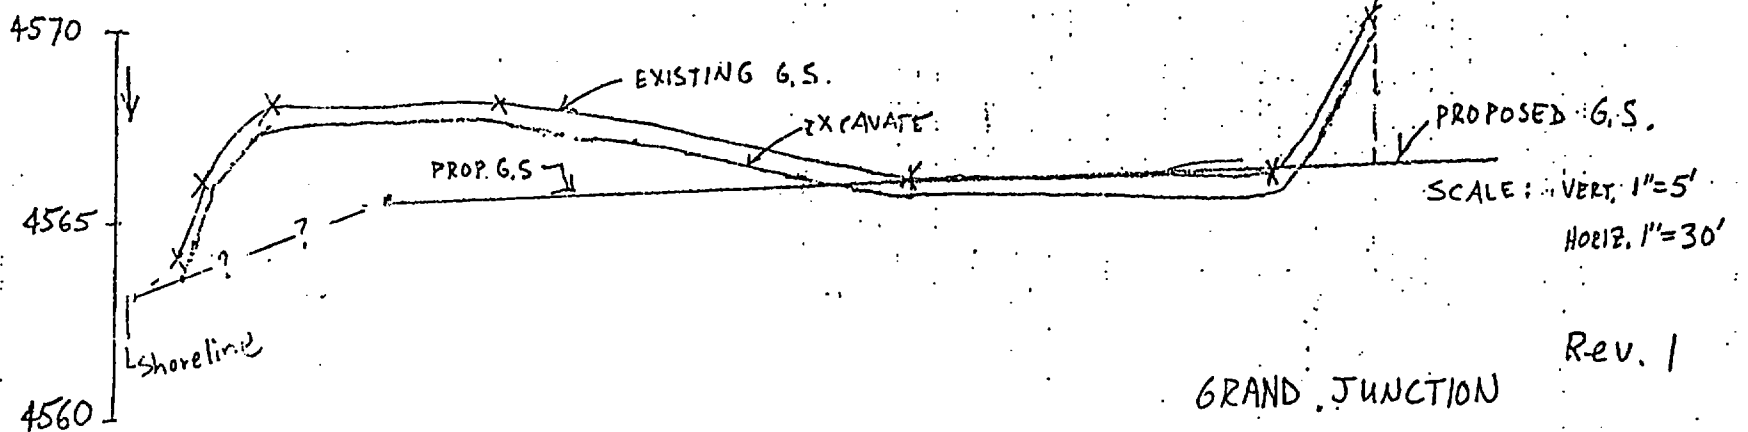 4570
EXISTING G.S.
EXCAVATE
PROPOSED G.S.
PROP. G.S
SCALE: VERT. 1"=5'
4565
HORIZ. 1"=30'
?
?
Shoreline
Rev. 1
GRAND JUNCTION
4560